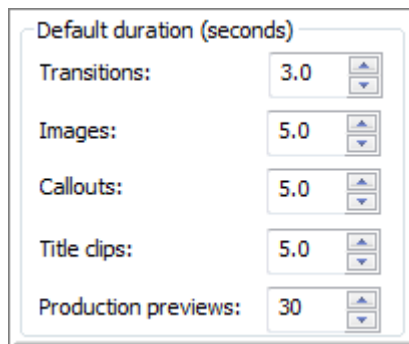 Default duration (seconds)
Transitions: 3.0
Images: 5.0
Callouts: 5.0
Title clips: 5.0
Production previews: 30